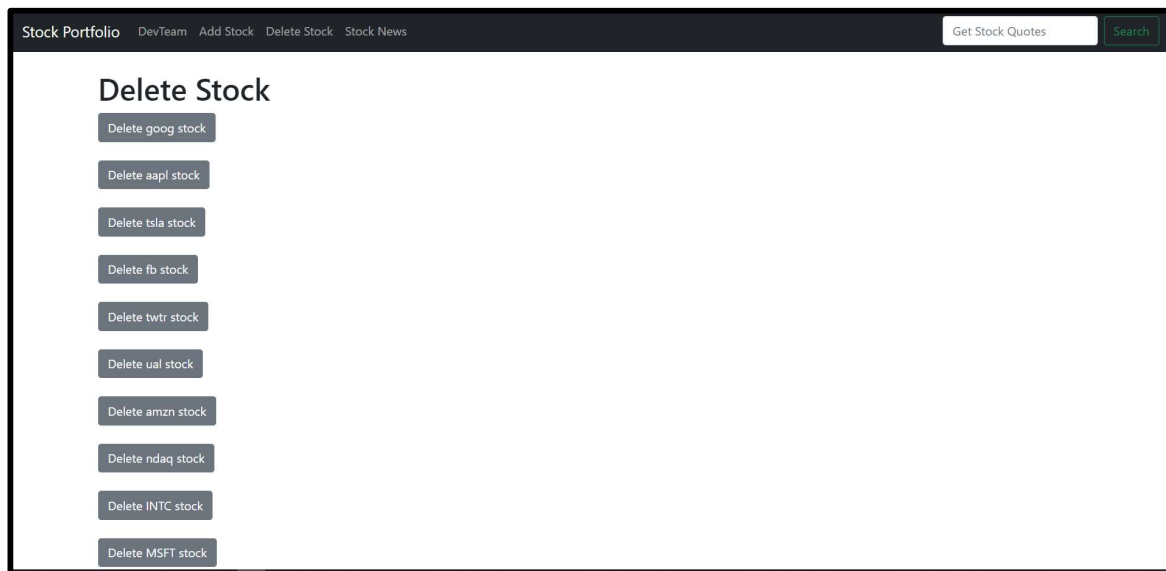 Stock Portfolio DevTeam Add Stock Delete Stock Stock News Get Stock Quotes Search
Delete Stock
Delete goog stock
Delete aapl stock
Delete tsla stock
Delete fb stock
Delete twtr stock
Delete ual stock
Delete amzn stock
Delete ndaq stock
Delete INTC stock
Delete MSFT stock